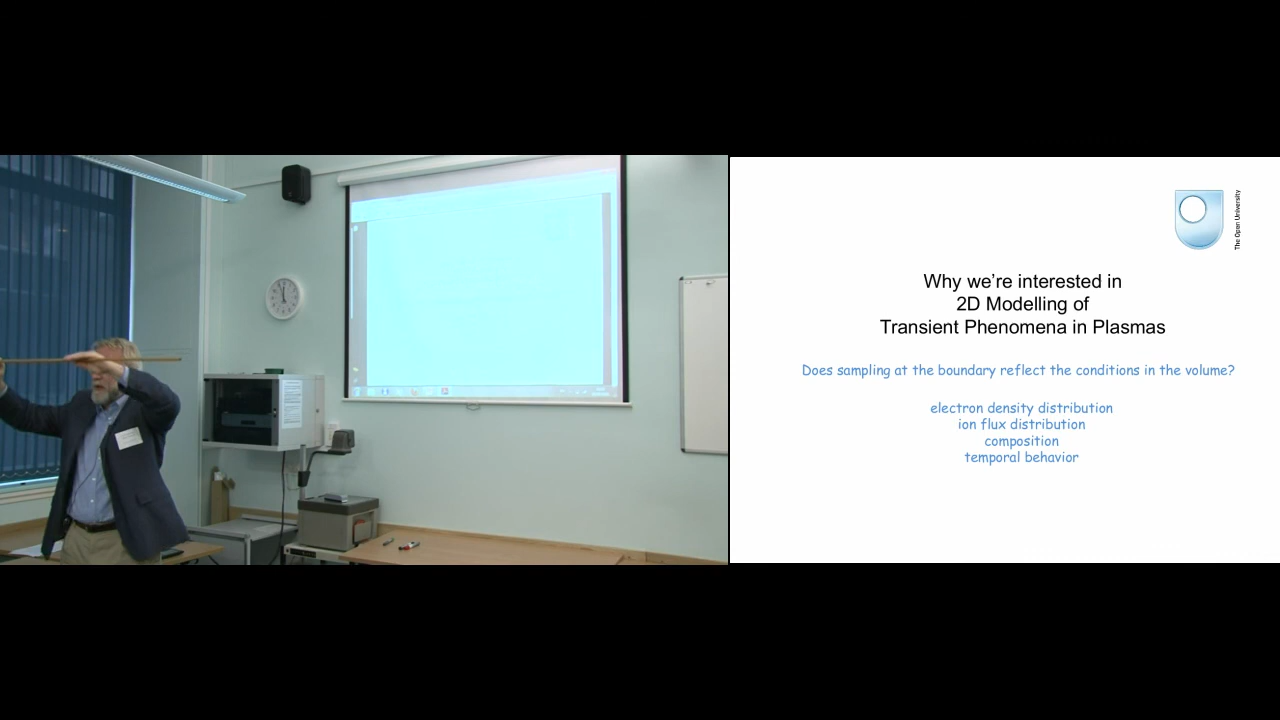 The Open University
Why we're interested in
2D Modelling of
Transient Phenomena in Plasmas
Does sampling at the boundary reflect the conditions in the volume?
electron density distribution
ion flux distribution
composition
temporal behavior